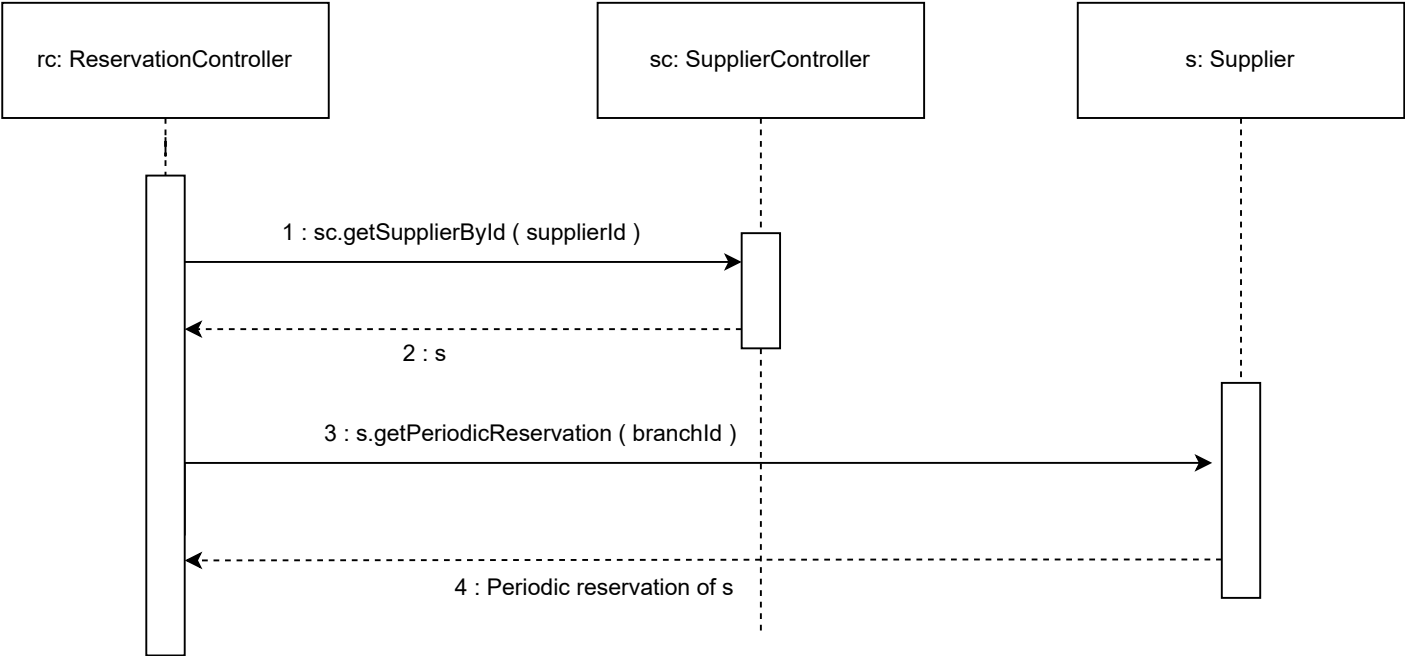 rc: ReservationController
sc: SupplierController
s: Supplier
1 : sc.getSupplierById ( supplierId )
2 : s
3 : s.getPeriodicReservation ( branchId )
4 : Periodic reservation of s